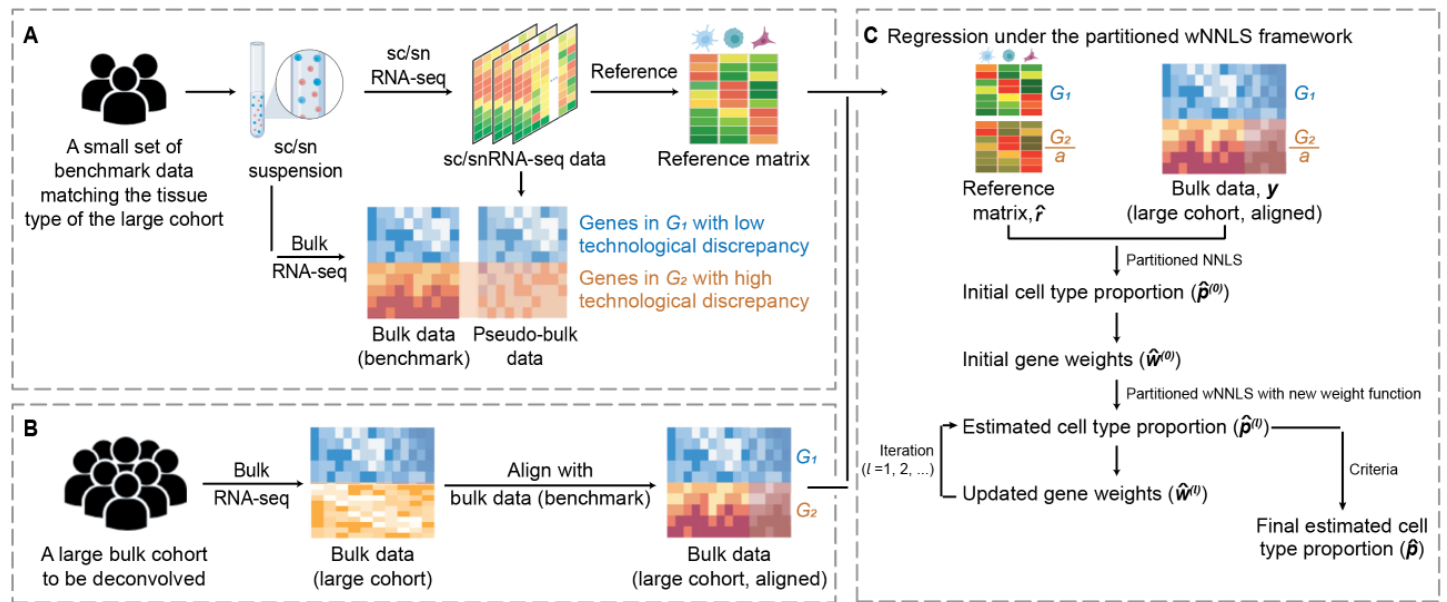 A
A small set of
benchmark data
matching the tissue
type of the large cohort
sc/sn
suspension
sc/sn
RNA-seq
sc/snRNA-seq data
Reference
Reference matrix
Bulk
RNA-seq
Genes in G₁ with low
technological discrepancy
Genes in G₂ with high
technological discrepancy
Bulk data
(benchmark)
Pseudo-bulk
data
B
A large bulk cohort
to be deconvolved
Bulk
RNA-seq
Bulk data
(large cohort)
Align with
bulk data (benchmark)
G₁
G₂
Bulk data
(large cohort, aligned)
C Regression under the partitioned wNNLS framework
G₁
G₂
a
Reference
matrix, r̂
G₁
G₂
a
Bulk data, y
(large cohort, aligned)
Partitioned NNLS
Initial cell type proportion (p̂⁽⁰⁾)
Initial gene weights (ŵ⁽⁰⁾)
Partitioned wNNLS with new weight function
Estimated cell type proportion (p̂⁽ˡ⁾)
Iteration
(l =1, 2, ...)
Updated gene weights (ŵ⁽ˡ⁾)
Criteria
Final estimated cell
type proportion (p̂)